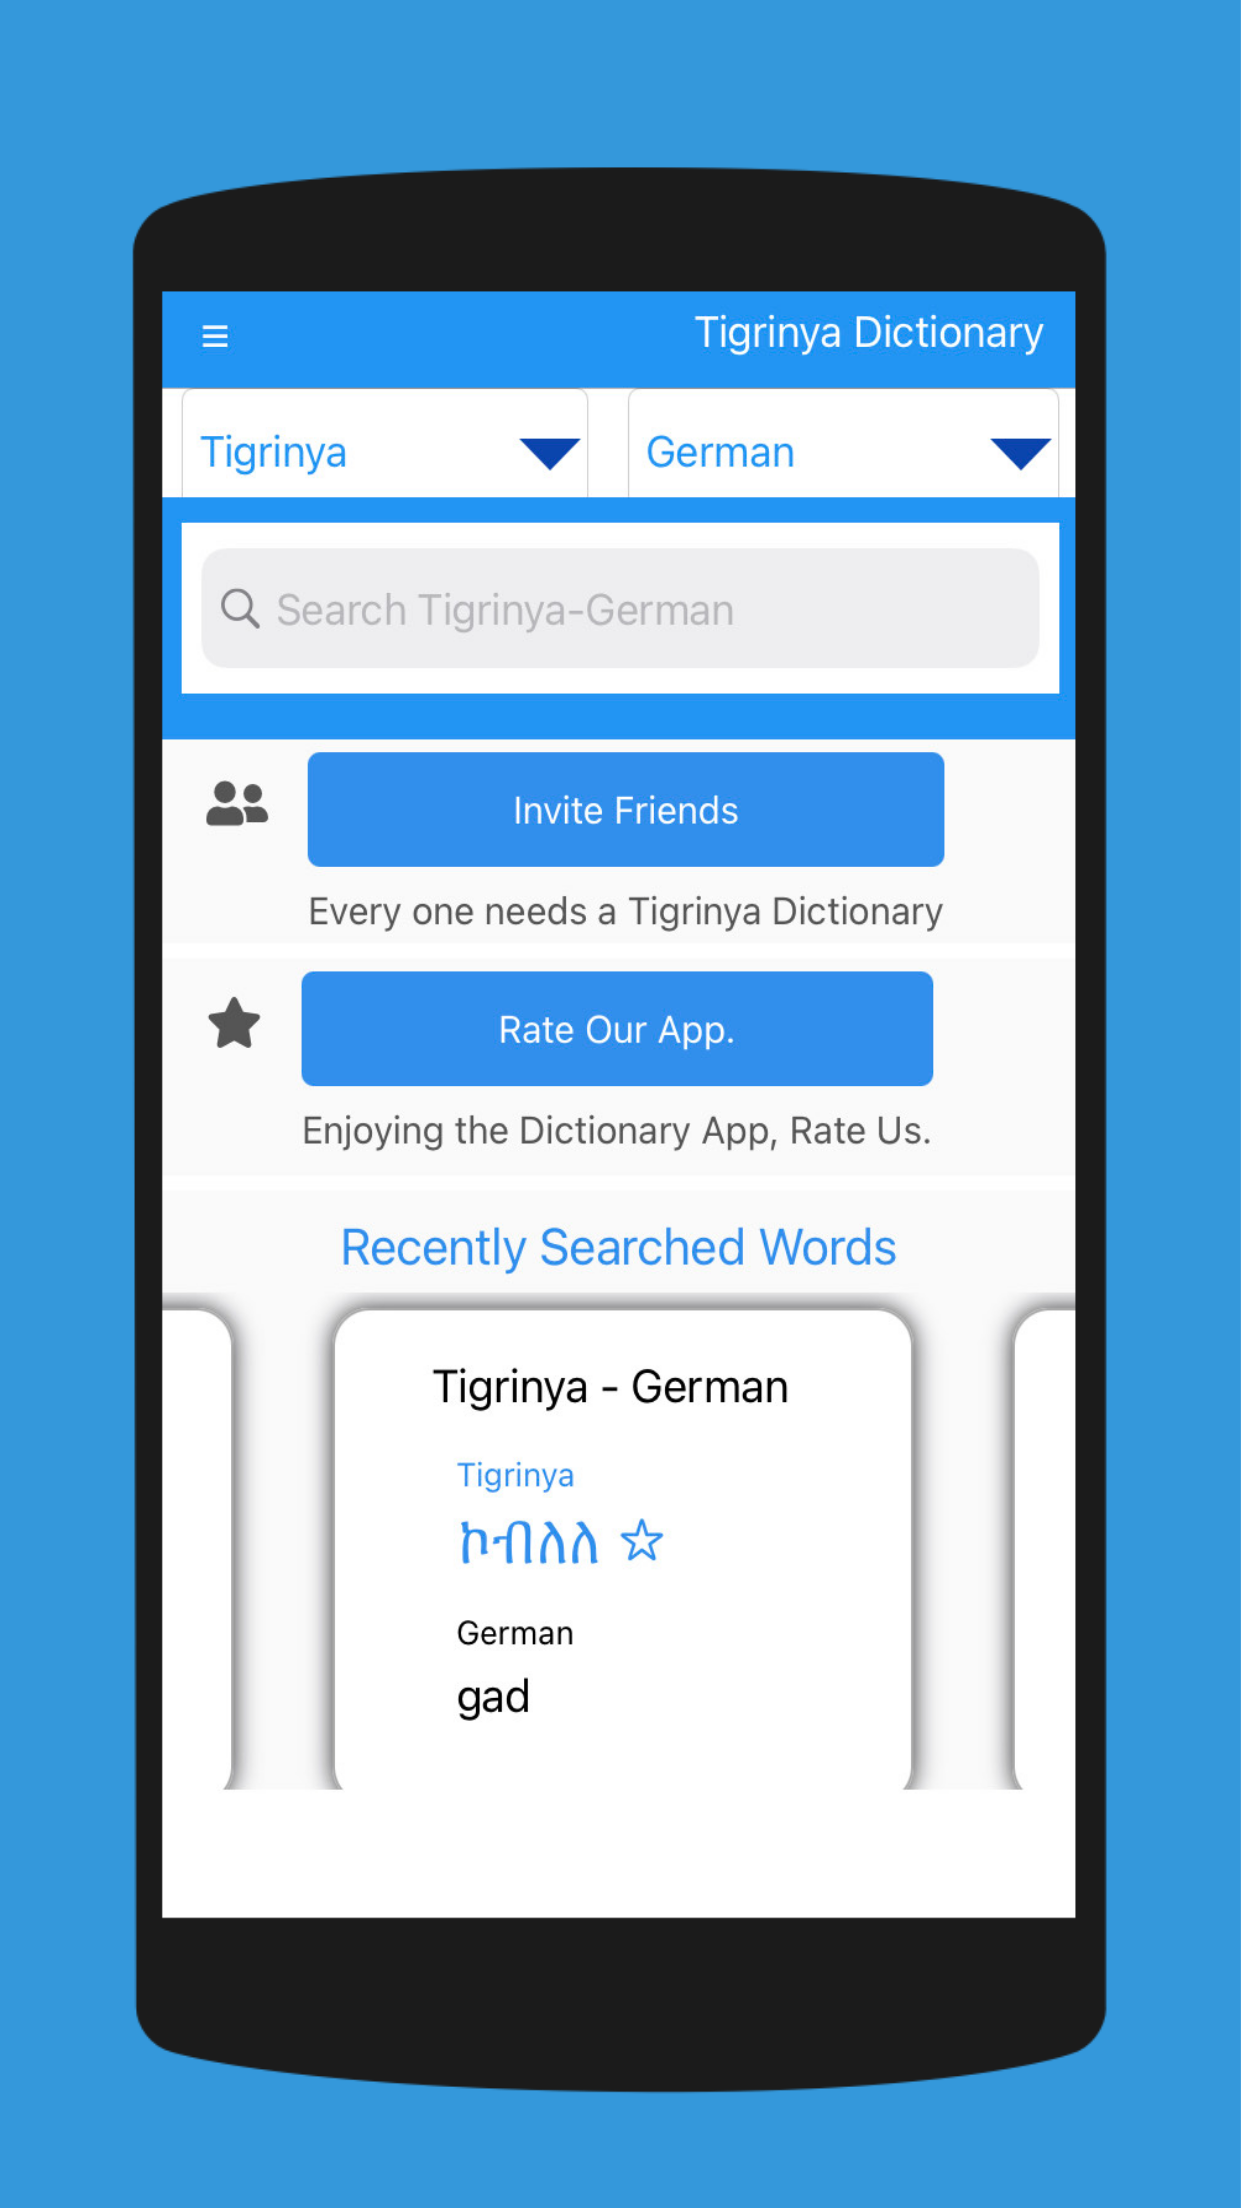 Tigrinya Dictionary
Tigrinya
German
Search Tigrinya-German
Invite Friends
Every one needs a Tigrinya Dictionary
Rate Our App.
Enjoying the Dictionary App, Rate Us.
Recently Searched Words
Tigrinya - German
Tigrinya
ኮብለለ
German
gad